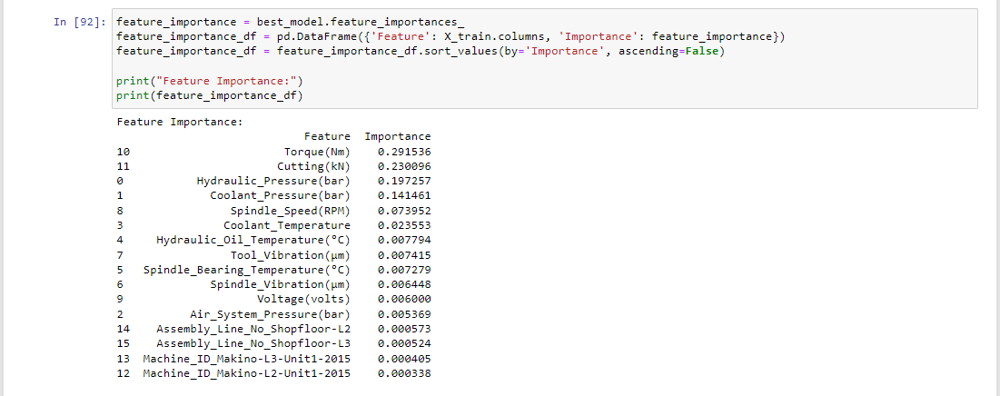 In [92]: feature_importance = best_model.feature_importances_
feature_importance_df = pd.DataFrame({'Feature': X_train.columns, 'Importance': feature_importance})
feature_importance_df = feature_importance_df.sort_values(by='Importance', ascending=False)
print("Feature Importance:")
print(feature_importance_df)
Feature Importance:
Feature Importance
10 Torque(Nm) 0.291536
11 Cutting(kN) 0.230096
0 Hydraulic_Pressure(bar) 0.197257
1 Coolant_Pressure(bar) 0.141461
8 Spindle_Speed(RPM) 0.073952
3 Coolant_Temperature 0.023553
4 Hydraulic_Oil_Temperature(°C) 0.007794
7 Tool_Vibration(μm) 0.007415
5 Spindle_Bearing_Temperature(°C) 0.007279
6 Spindle_Vibration(μm) 0.006448
9 Voltage(volts) 0.006000
2 Air_System_Pressure(bar) 0.005369
14 Assembly_Line_No_Shopfloor-L2 0.000573
15 Assembly_Line_No_Shopfloor-L3 0.000524
13 Machine_ID_Makino-L3-Unit1-2015 0.000405
12 Machine_ID_Makino-L2-Unit1-2015 0.000338